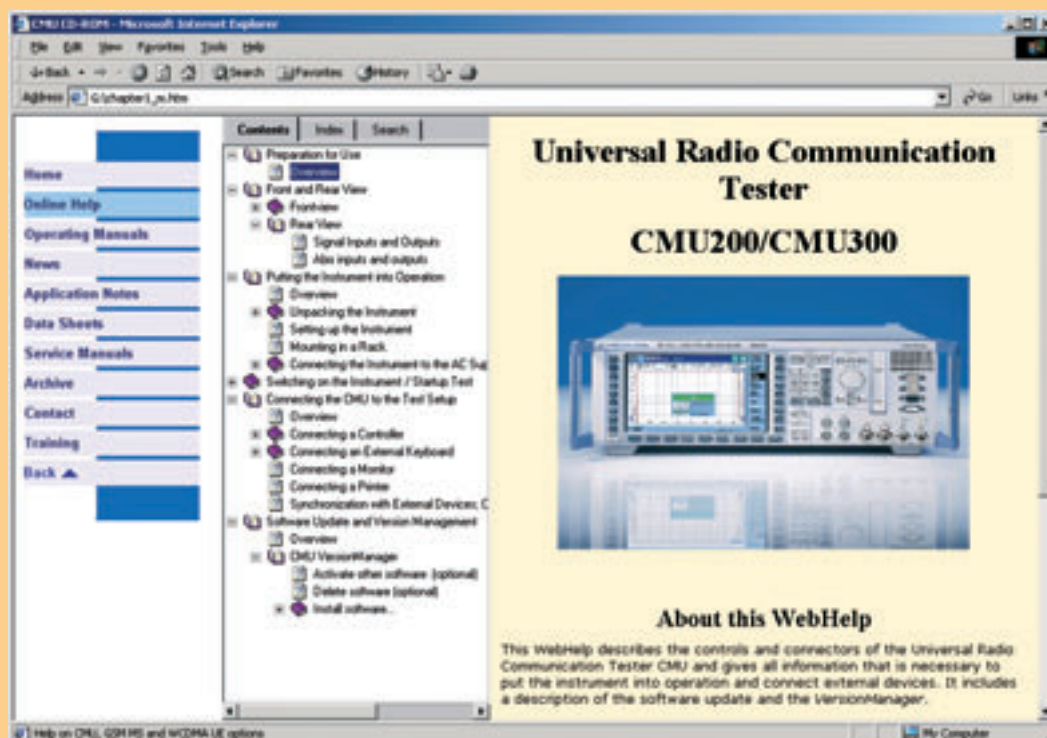 CMU CD-ROM - Microsoft Internet Explorer
File Edit View Favorites Tools Help
Back Search Favorites History
Address G:\chapter1_m.htm Go Links
Home
Online Help
Operating Manuals
News
Application Notes
Data Sheets
Service Manuals
Archive
Contact
Training
Back
Contents Index Search
Preparation for Use
Overview
Front and Rear View
Frontview
Rear View
Signal Inputs and Outputs
Abis inputs and outputs
Putting the Instrument into Operation
Overview
Unpacking the Instrument
Setting up the Instrument
Mounting in a Rack
Connecting the Instrument to the AC Sup
Switching on the Instrument / Startup Test
Connecting the CMU to the Test Setup
Overview
Connecting a Controller
Connecting an External Keyboard
Connecting a Monitor
Connecting a Printer
Synchronization with External Devices; C
Software Update and Version Management
Overview
CMU VersionManager
Activate other software (optional)
Delete software (optional)
Install software...
Universal Radio Communication
Tester
CMU200/CMU300
About this WebHelp
This WebHelp describes the controls and connectors of the Universal Radio
Communication Tester CMU and gives all information that is necessary to
put the instrument into operation and connect external devices. It includes
a description of the software update and the VersionManager.
Help on CMU, GSM MS and WCDMA UE options
My Computer